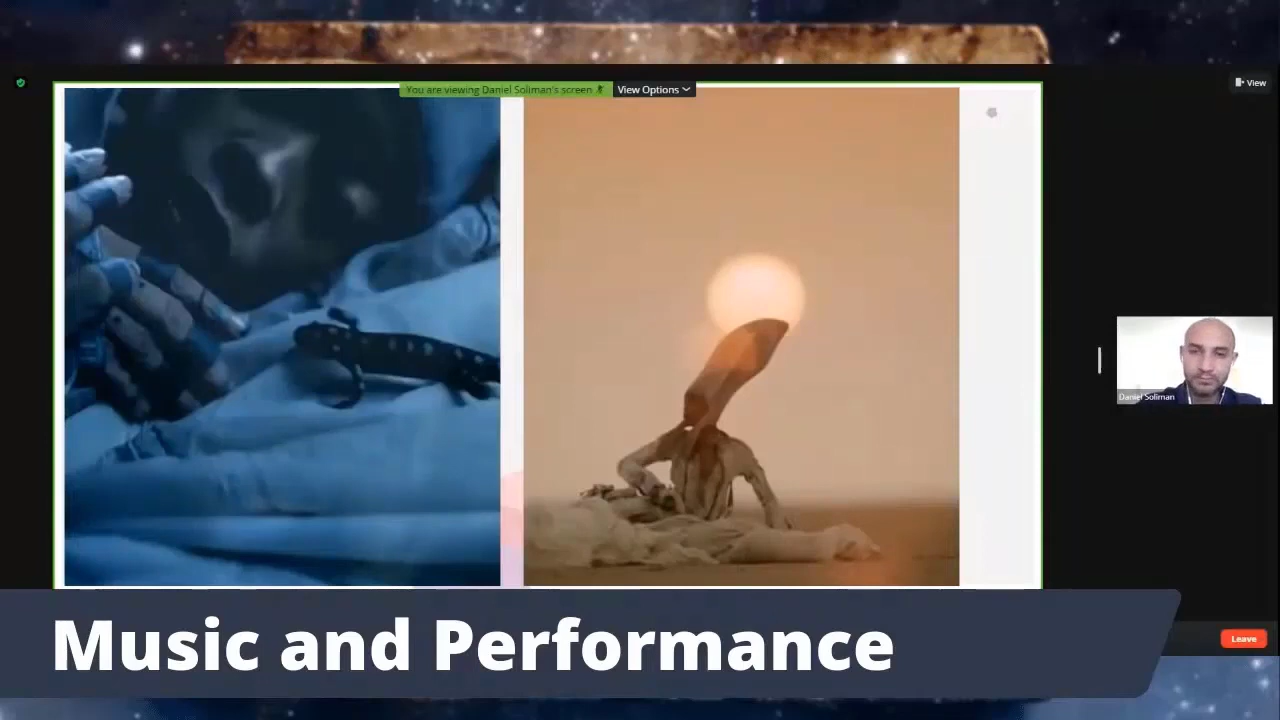 You are viewing Daniel Soliman's screen
View Options
View
Daniel Soliman
Leave
Music and Performance